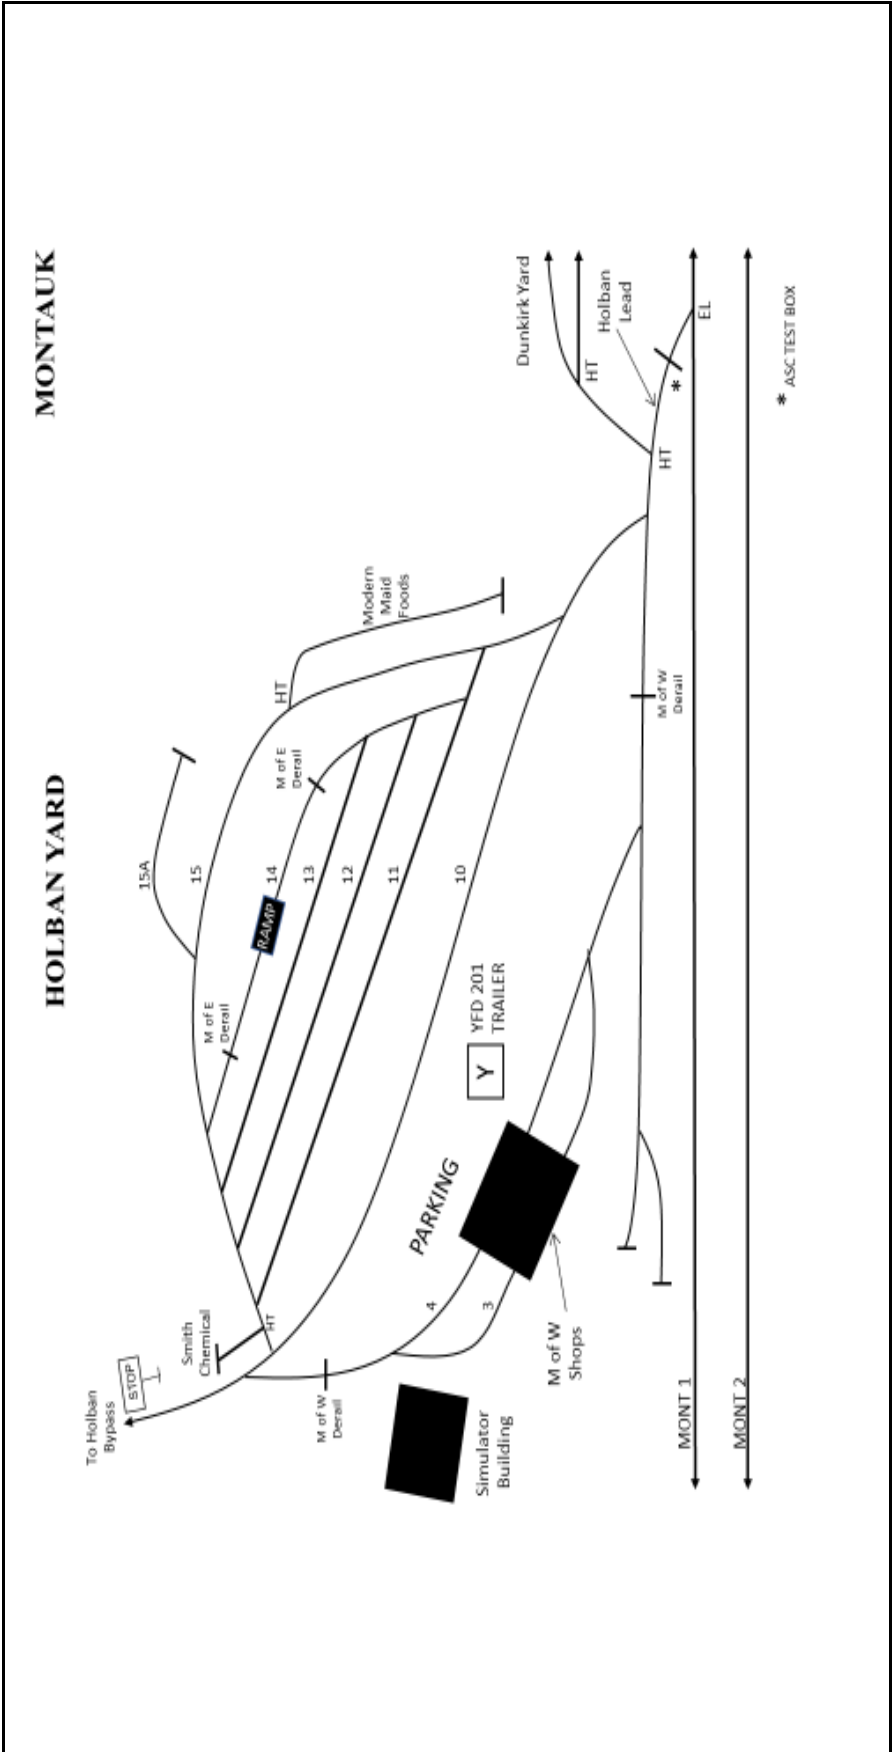 HOLBAN YARD
MONTAUK
To Holban
Bypass
STOP
Smith
Chemical
HT
M of E
Derail
RAMP
15A
15
14
13
12
11
10
M of E
Derail
HT
Modern
Maid
Foods
Dunkirk Yard
HT
Holban
Lead
HT
*
EL
* ASC TEST BOX
M of W
Derail
Simulator
Building
4
3
PARKING
M of W
Shops
Y
YFD 201
TRAILER
M of W
Derail
MONT 1
MONT 2